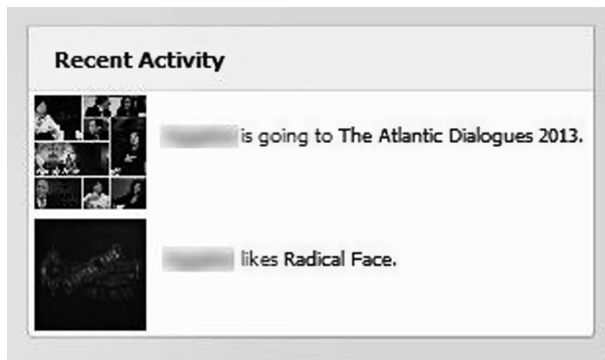 Recent Activity
is going to The Atlantic Dialogues 2013.
likes Radical Face.